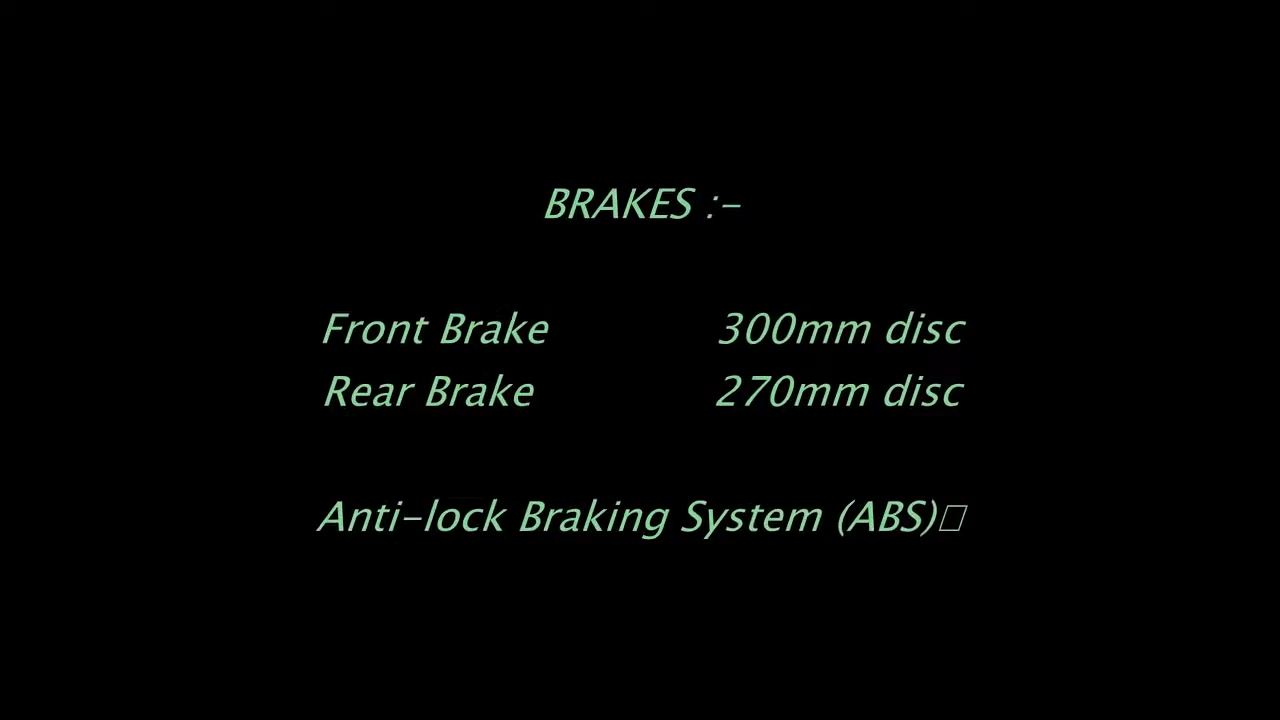 BRAKES :-
Front Brake 300mm disc
Rear Brake 270mm disc
Anti-lock Braking System (ABS)□